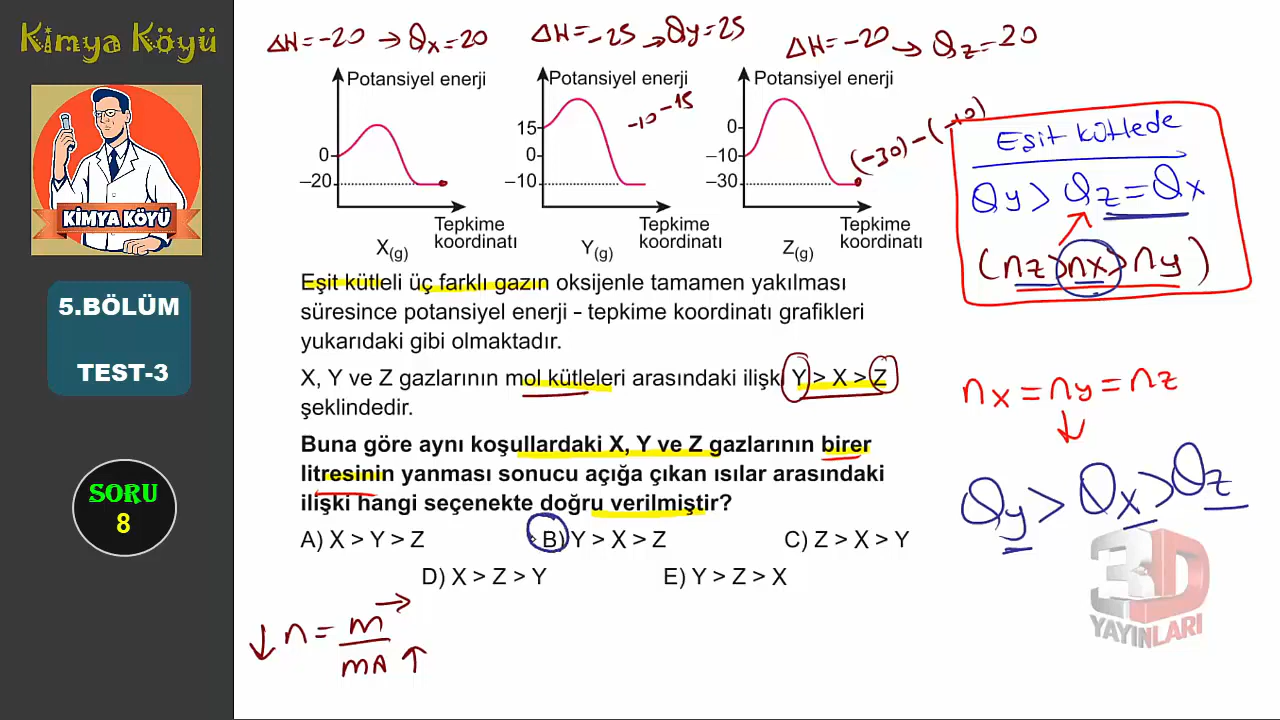 Kimya Köyü
KİMYA KÖYÜ
5.BÖLÜM
TEST-3
SORU
8
ΔH=-20 → Qx=20
ΔH=-25 → Qy=25
ΔH=-20 → Qz=20
Potansiyel enerji
0
–20
Tepkime
koordinatı
X(g)
Potansiyel enerji
-10-15
15
0
–10
Tepkime
koordinatı
Y(g)
Potansiyel enerji
0
–10
–30
(-30)-(-10)
Tepkime
koordinatı
Z(g)
Eşit kütlede
Qy > Qz = Qx
(nz > nx > ny)
Eşit kütleli üç farklı gazın oksijenle tamamen yakılması
süresince potansiyel enerji – tepkime koordinatı grafikleri
yukarıdaki gibi olmaktadır.
X, Y ve Z gazlarının mol kütleleri arasındaki ilişki Y > X > Z
şeklindedir.
Buna göre aynı koşullardaki X, Y ve Z gazlarının birer
litresinin yanması sonucu açığa çıkan ısılar arasındaki
ilişki hangi seçenekte doğru verilmiştir?
A) X > Y > Z
B) Y > X > Z
C) Z > X > Y
D) X > Z > Y
E) Y > Z > X
nx = ny = nz
↓
Qy > Qx > Qz
3D
YAYINLARI
↓ n = m →
mA ↑